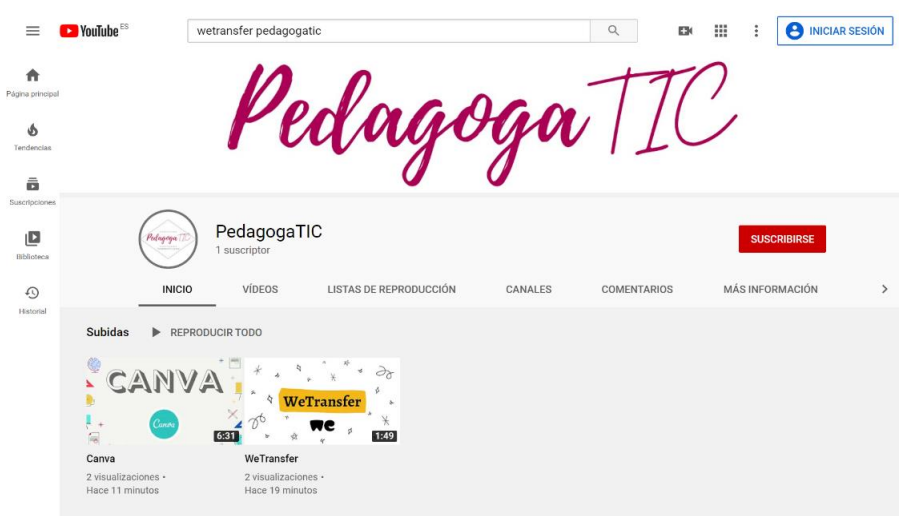 YouTube ES
wetransfer pedagogatic
INICIAR SESIÓN
Página principal
Tendencias
Suscripciones
Biblioteca
Historial
PedagogaTIC
PedagogaTIC
PedagogaTIC
1 suscriptor
SUSCRIBIRSE
INICIO
VÍDEOS
LISTAS DE REPRODUCCIÓN
CANALES
COMENTARIOS
MÁS INFORMACIÓN
Subidas
REPRODUCIR TODO
CANVA
Canva
6:31
WeTransfer
we
1:49
Canva
2 visualizaciones •
Hace 11 minutos
WeTransfer
2 visualizaciones •
Hace 19 minutos